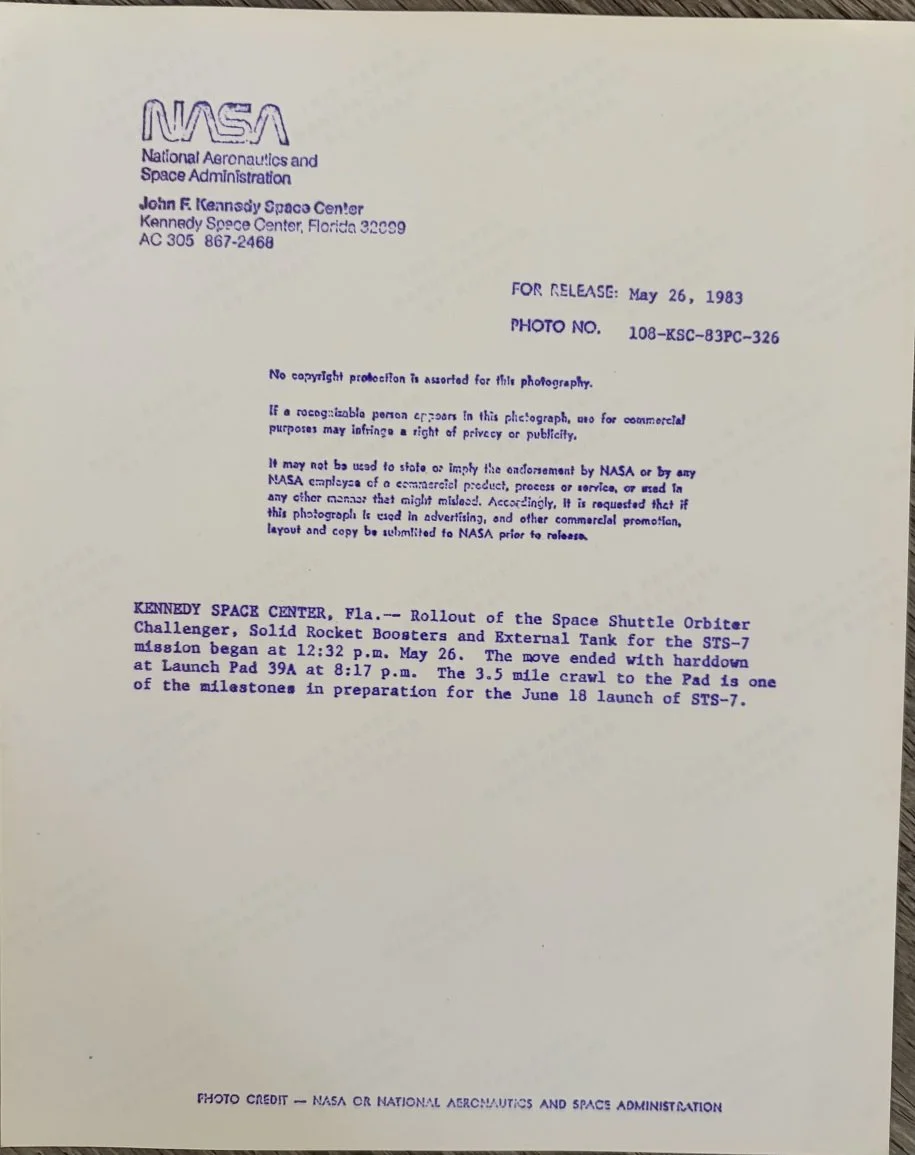 NASA
National Aeronautics and
Space Administration
John F. Kennedy Space Center
Kennedy Space Center, Florida 32899
AC 305 867-2468
FOR RELEASE: May 26, 1983
PHOTO NO. 108-KSC-83PC-326
No copyright protection is asserted for this photography.
If a recognizable person appears in this photograph, use for commercial
purposes may infringe a right of privacy or publicity.
It may not be used to state or imply the endorsement by NASA or by any
NASA employee of a commercial product, process or service, or used in
any other manner that might mislead. Accordingly, it is requested that if
this photograph is used in advertising, and other commercial promotion,
layout and copy be submitted to NASA prior to release.
KENNEDY SPACE CENTER, Fla.-- Rollout of the Space Shuttle Orbiter
Challenger, Solid Rocket Boosters and External Tank for the STS-7
mission began at 12:32 p.m. May 26. The move ended with harddown
at Launch Pad 39A at 8:17 p.m. The 3.5 mile crawl to the Pad is one
of the milestones in preparation for the June 18 launch of STS-7.
PHOTO CREDIT — NASA OR NATIONAL AERONAUTICS AND SPACE ADMINISTRATION